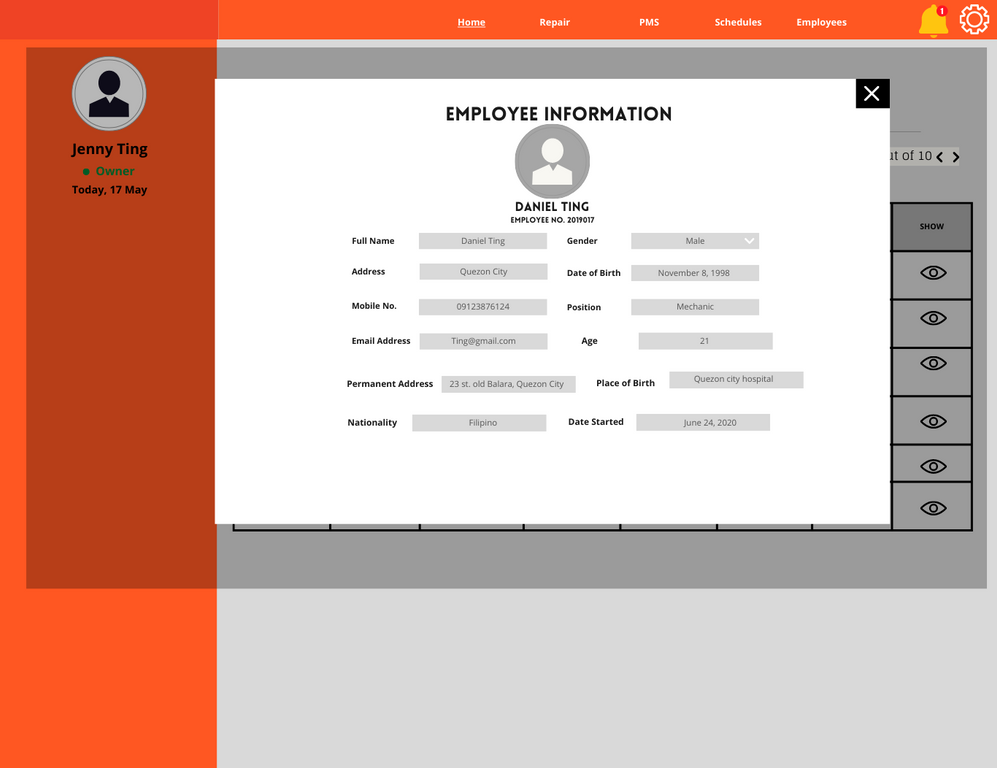 Home Repair PMS Schedules Employees 1
Jenny Ting
Owner
Today, 17 May
EMPLOYEE INFORMATION
DANIEL TING
EMPLOYEE NO. 2019017
Full Name Daniel Ting Gender Male
Address Quezon City Date of Birth November 8, 1998
Mobile No. 09123876124 Position Mechanic
Email Address Ting@gmail.com Age 21
Permanent Address 23 st. old Balara, Quezon City Place of Birth Quezon city hospital
Nationality Filipino Date Started June 24, 2020
of 10
SHOW